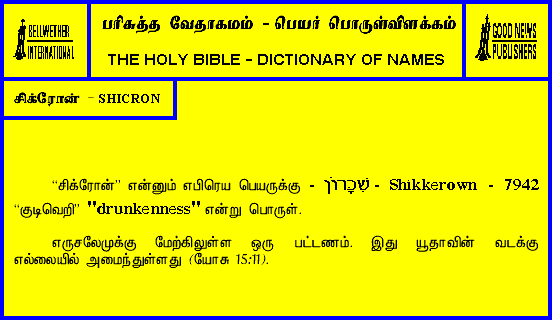 BELLWETHER
INTERNATIONAL
பரிசுத்த வேதாகமம் - பெயர் பொருள்விளக்கம்
THE HOLY BIBLE - DICTIONARY OF NAMES
GOOD NEWS
PUBLISHERS
சிக்ரோன் - SHICRON
“சிக்ரோன்” என்னும் எபிரெய பெயருக்கு - שִׁכָּרוֹן - Shikkerown - 7942
“குடிவெறி” "drunkenness" என்று பொருள்.
எருசலேமுக்கு மேற்கிலுள்ள ஒரு பட்டணம். இது யூதாவின் வடக்கு
எல்லையில் அமைந்துள்ளது (யோசு 15:11).